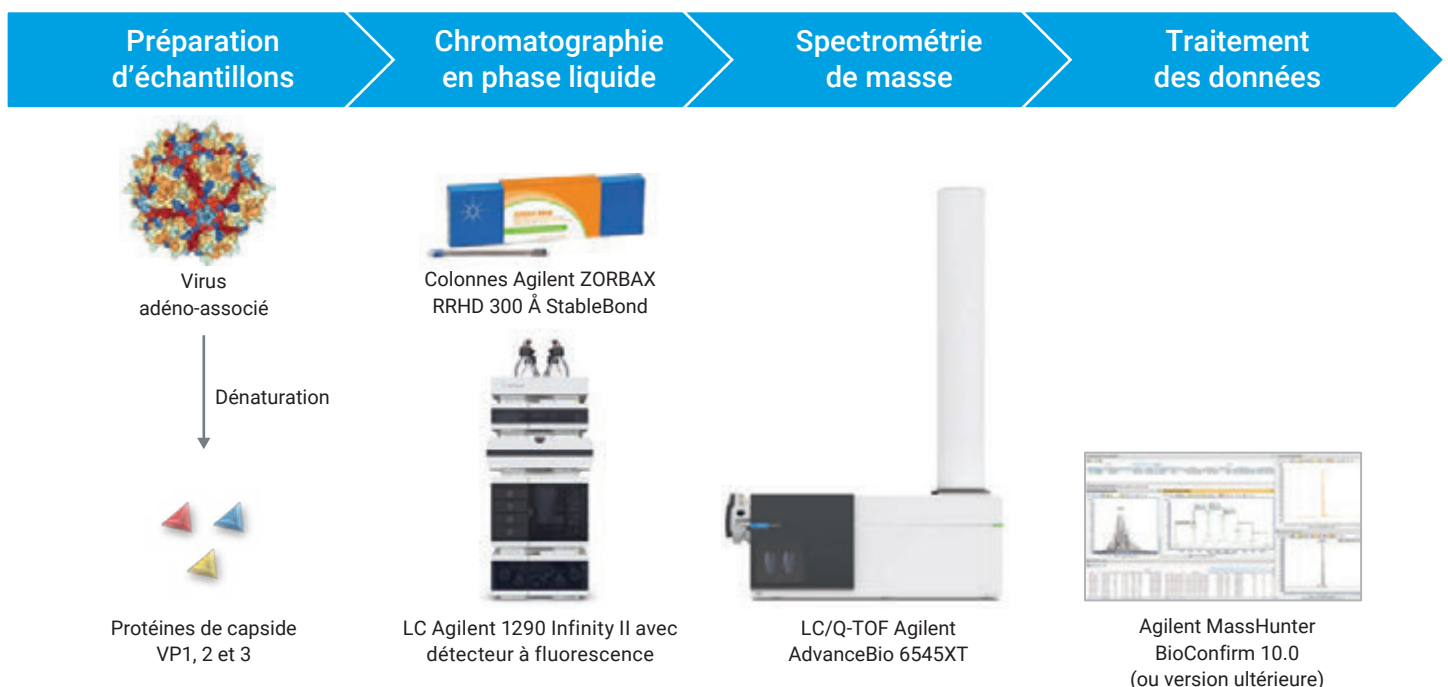 Préparation
d'échantillons
Chromatographie
en phase liquide
Spectrométrie
de masse
Traitement
des données
Virus
adéno-associé
Dénaturation
Protéines de capside
VP1, 2 et 3
Colonnes Agilent ZORBAX
RRHD 300 Å StableBond
LC Agilent 1290 Infinity II avec
détecteur à fluorescence
LC/Q-TOF Agilent
AdvanceBio 6545XT
Agilent MassHunter
BioConfirm 10.0
(ou version ultérieure)